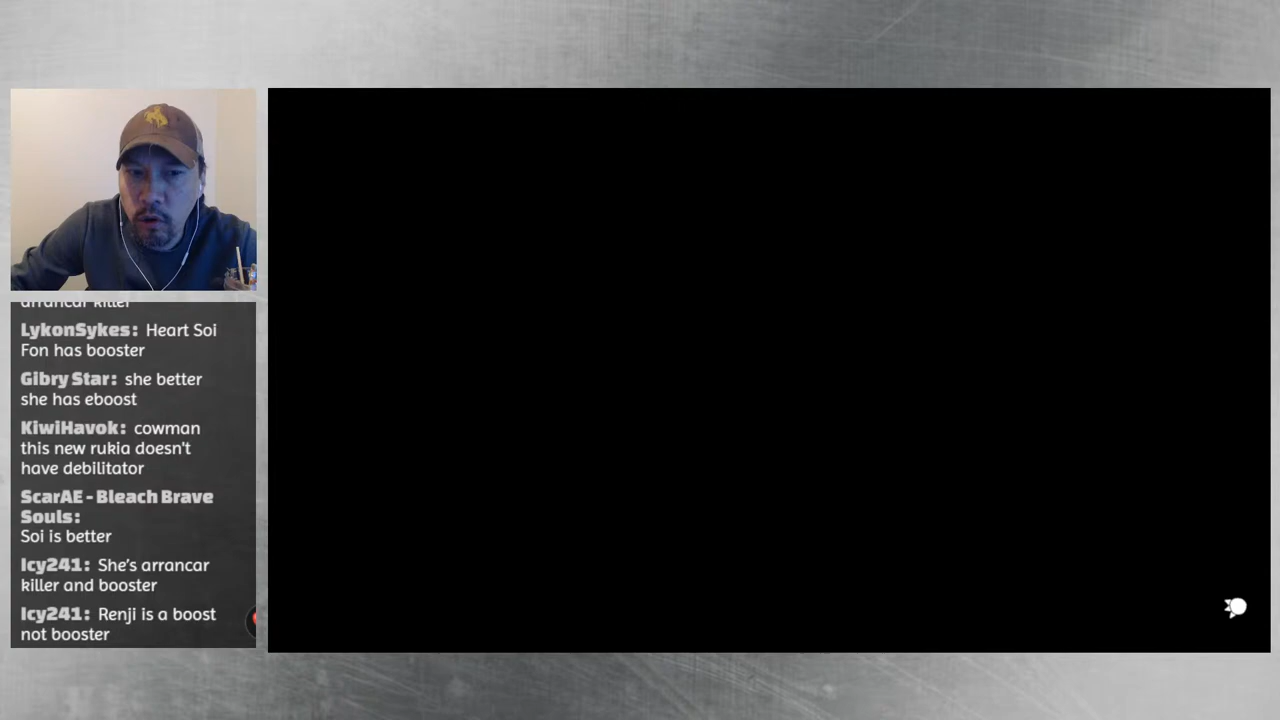 arrancar killer
LykonSykes: Heart Soi
Fon has booster
Gibry Star: she better
she has eboost
KiwiHavok: cowman
this new rukia doesn't
have debilitator
ScarAE - Bleach Brave
Souls:
Soi is better
Icy241: She's arrancar
killer and booster
Icy241: Renji is a boost
not booster